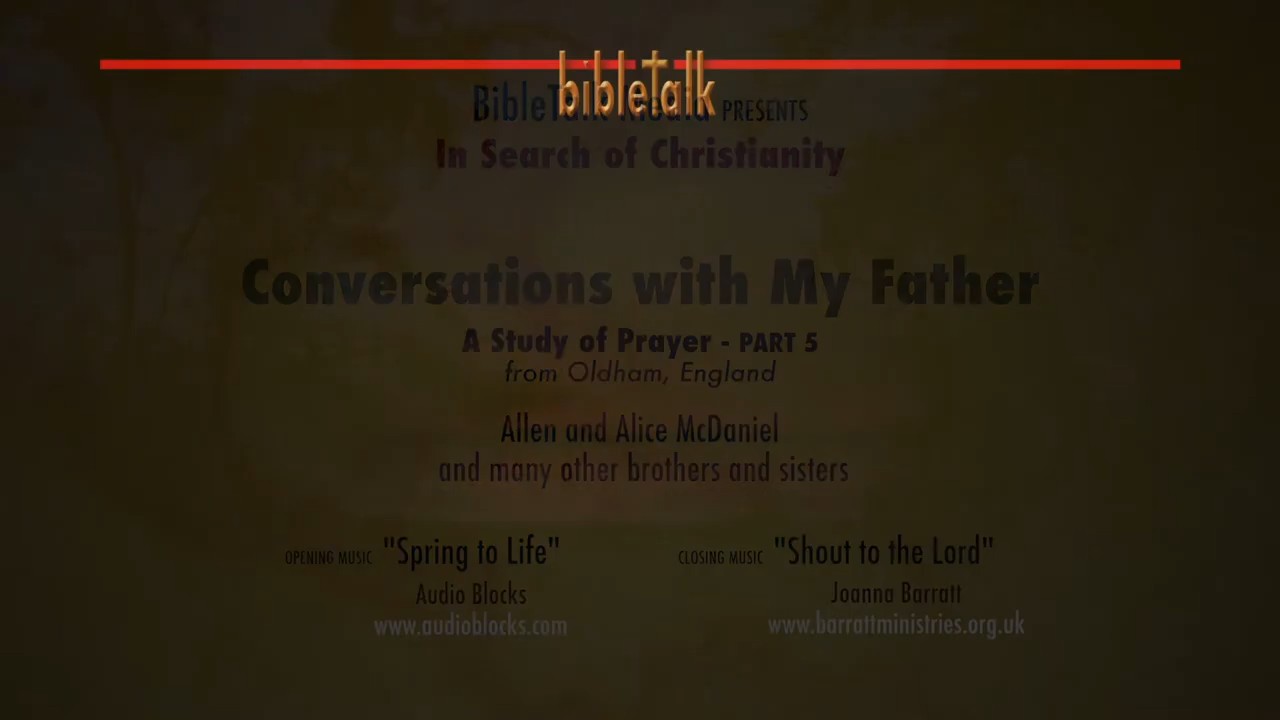 bibletalk
BibleTalk Media PRESENTS
In Search of Christianity
Conversations with My Father
A Study of Prayer - PART 5
from Oldham, England
Allen and Alice McDaniel
and many other brothers and sisters
OPENING MUSIC "Spring to Life"
Audio Blocks
www.audioblocks.com
CLOSING MUSIC "Shout to the Lord"
Joanna Barratt
www.barrattministries.org.uk